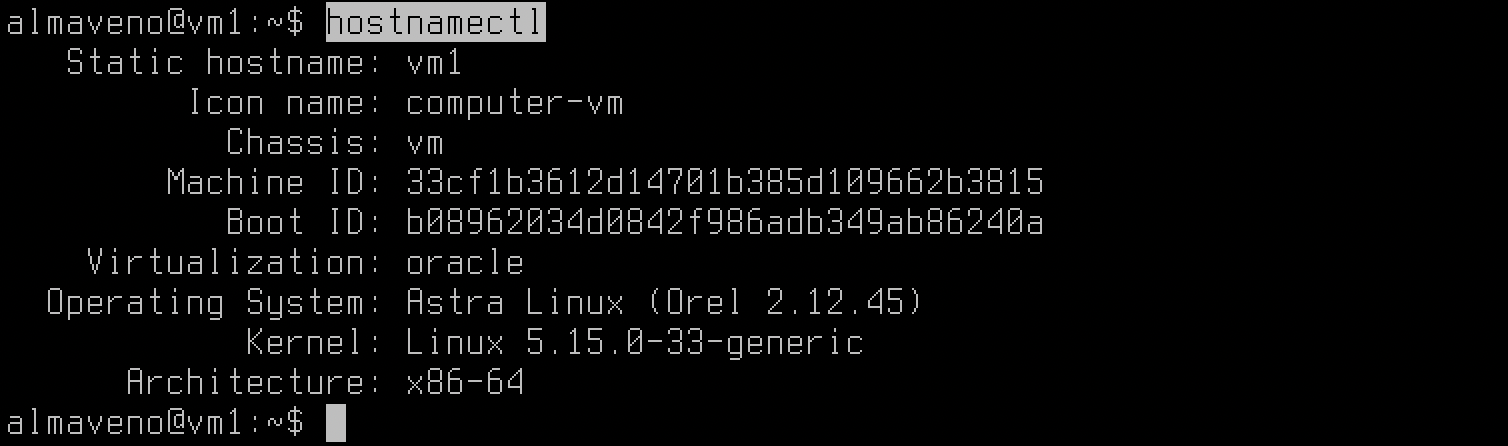 almaveno@vm1:~$ hostnamectl
Static hostname: vm1
Icon name: computer-vm
Chassis: vm
Machine ID: 33cf1b3612d14701b385d109662b3815
Boot ID: b08962034d0842f986adb349ab86240a
Virtualization: oracle
Operating System: Astra Linux (Orel 2.12.45)
Kernel: Linux 5.15.0-33-generic
Architecture: x86-64
almaveno@vm1:~$